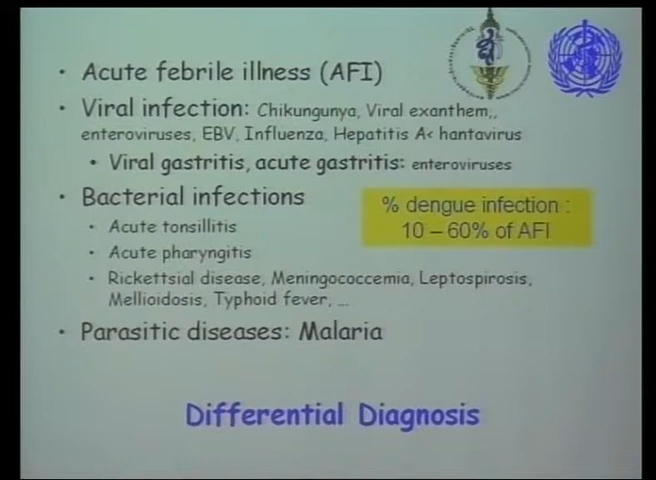 • Acute febrile illness (AFI)
• Viral infection: Chikungunya, Viral exanthem,,
enteroviruses, EBV, Influenza, Hepatitis A< hantavirus
• Viral gastritis, acute gastritis: enteroviruses
• Bacterial infections
• Acute tonsillitis
• Acute pharyngitis
• Rickettsial disease, Meningococcemia, Leptospirosis,
Mellioidosis, Typhoid fever, ...
• Parasitic diseases: Malaria
% dengue infection :
10 – 60% of AFI
Differential Diagnosis